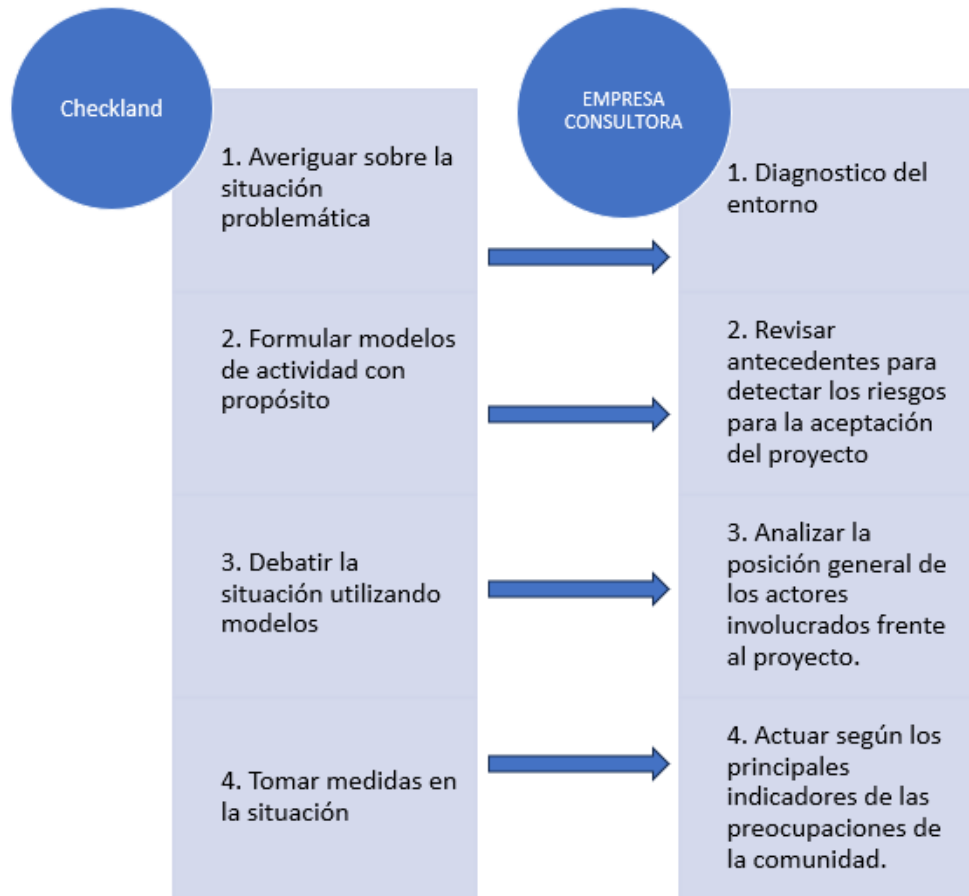 Checkland
1. Averiguar sobre la
situación
problemática
2. Formular modelos
de actividad con
propósito
3. Debatir la
situación utilizando
modelos
4. Tomar medidas en
la situación
EMPRESA
CONSULTORA
1. Diagnostico del
entorno
2. Revisar
antecedentes para
detectar los riesgos
para la aceptación
del proyecto
3. Analizar la
posición general de
los actores
involucrados frente
al proyecto.
4. Actuar según los
principales
indicadores de las
preocupaciones de
la comunidad.